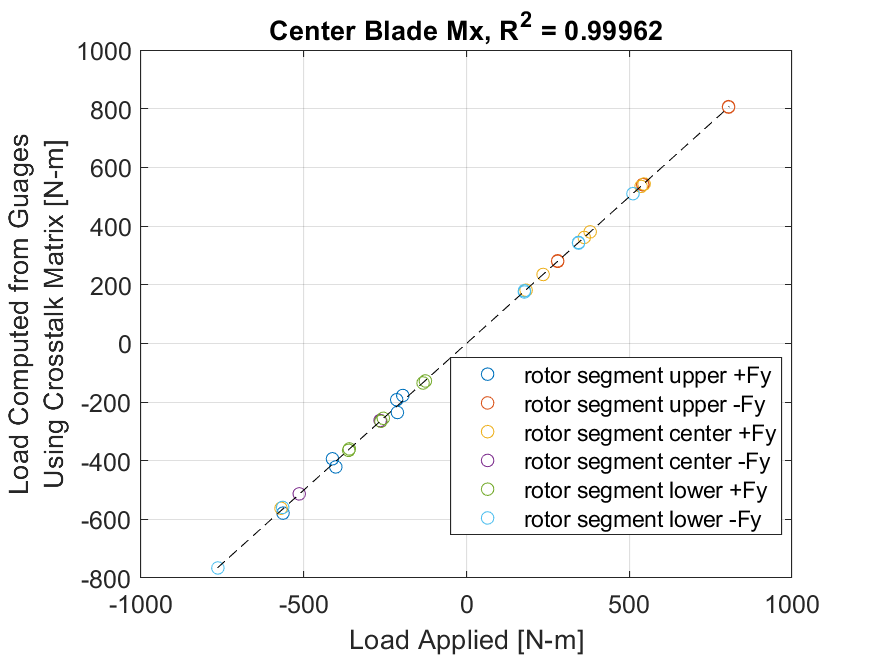 Center Blade Mx, R² = 0.99962
1000
800
600
400
200
0
-200
-400
-600
-800
Load Computed from Guages
Using Crosstalk Matrix [N-m]
rotor segment upper +Fy
rotor segment upper -Fy
rotor segment center +Fy
rotor segment center -Fy
rotor segment lower +Fy
rotor segment lower -Fy
-1000
-500
0
500
1000
Load Applied [N-m]